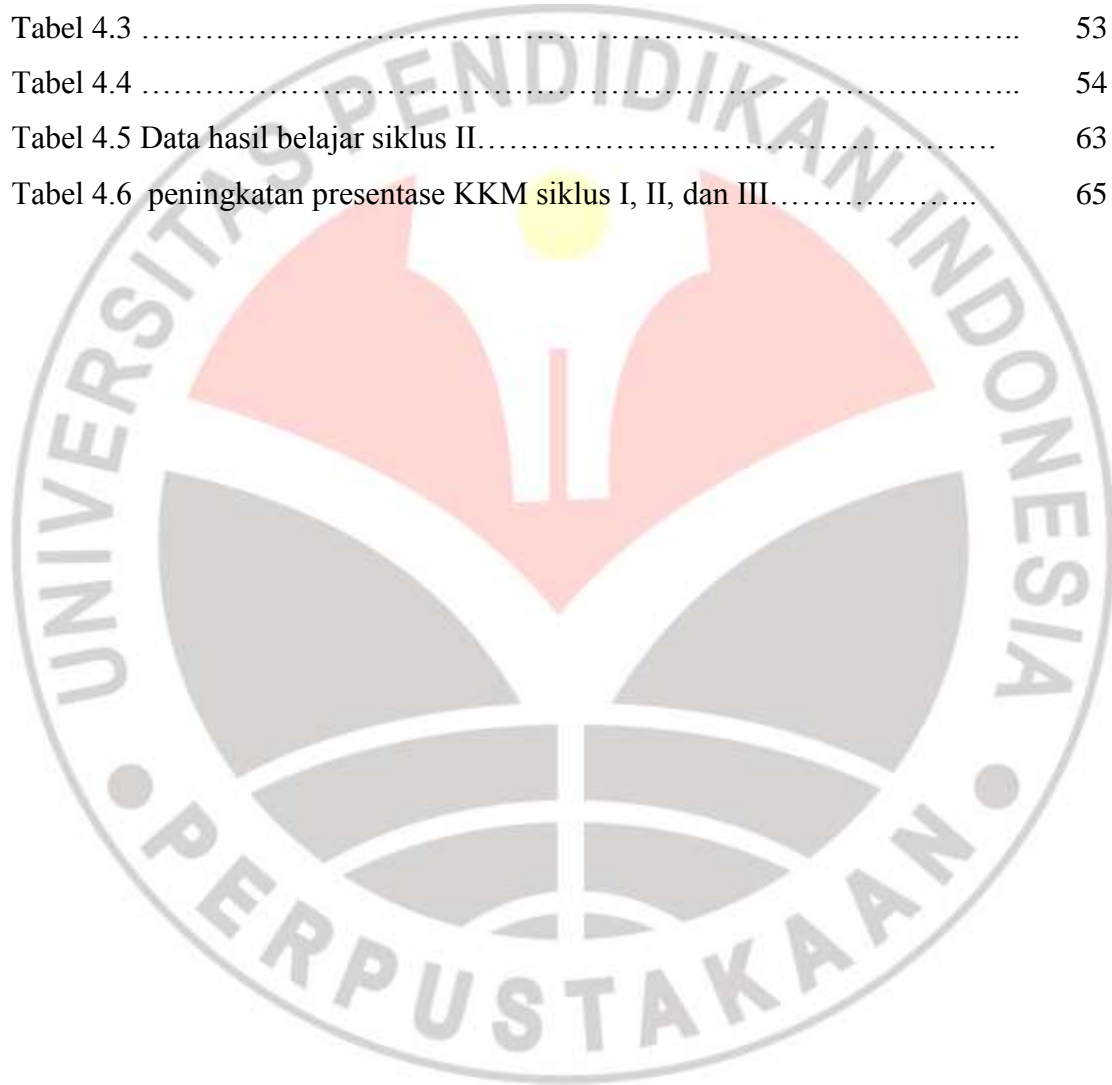 Tabel 4.3 ……………………………………………………………………….. 53
Tabel 4.4 ……………………………………………………………………….. 54
Tabel 4.5 Data hasil belajar siklus II…………………………………………. 63
Tabel 4.6 peningkatan presentase KKM siklus I, II, dan III……………….. 65
UNIVERSITAS PENDIDIKAN INDONESIA
PERPUSTAKAAN